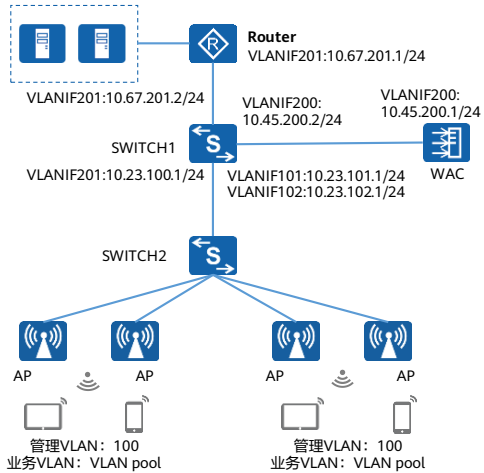 Router
VLANIF201:10.67.201.1/24
VLANIF201:10.67.201.2/24
VLANIF200:
10.45.200.2/24
VLANIF200:
10.45.200.1/24
SWITCH1
S
WAC
VLANIF201:10.23.100.1/24
VLANIF101:10.23.101.1/24
VLANIF102:10.23.102.1/24
SWITCH2
S
R
AP
AP
AP
AP
管理VLAN：100
业务VLAN：VLAN pool
管理VLAN：100
业务VLAN：VLAN pool